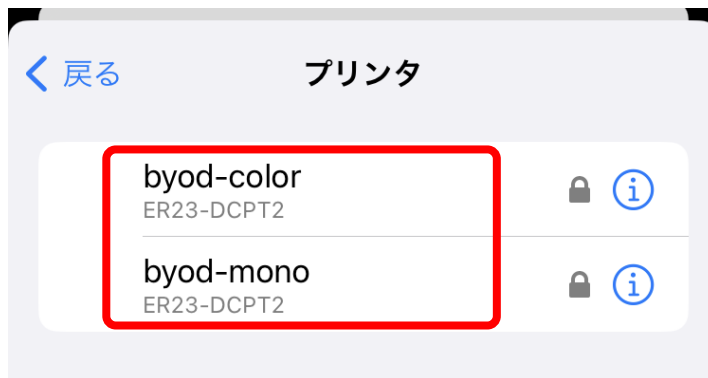 戻る
プリンタ
byod-color
ER23-DCPT2
byod-mono
ER23-DCPT2